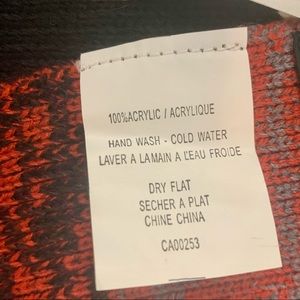 100%ACRYLIC / ACRYLIQUE
HAND WASH - COLD WATER
LAVER A LAMAIN A L'EAU FROIDE
DRY FLAT
SECHER A PLAT
CHINE CHINA
CA00253